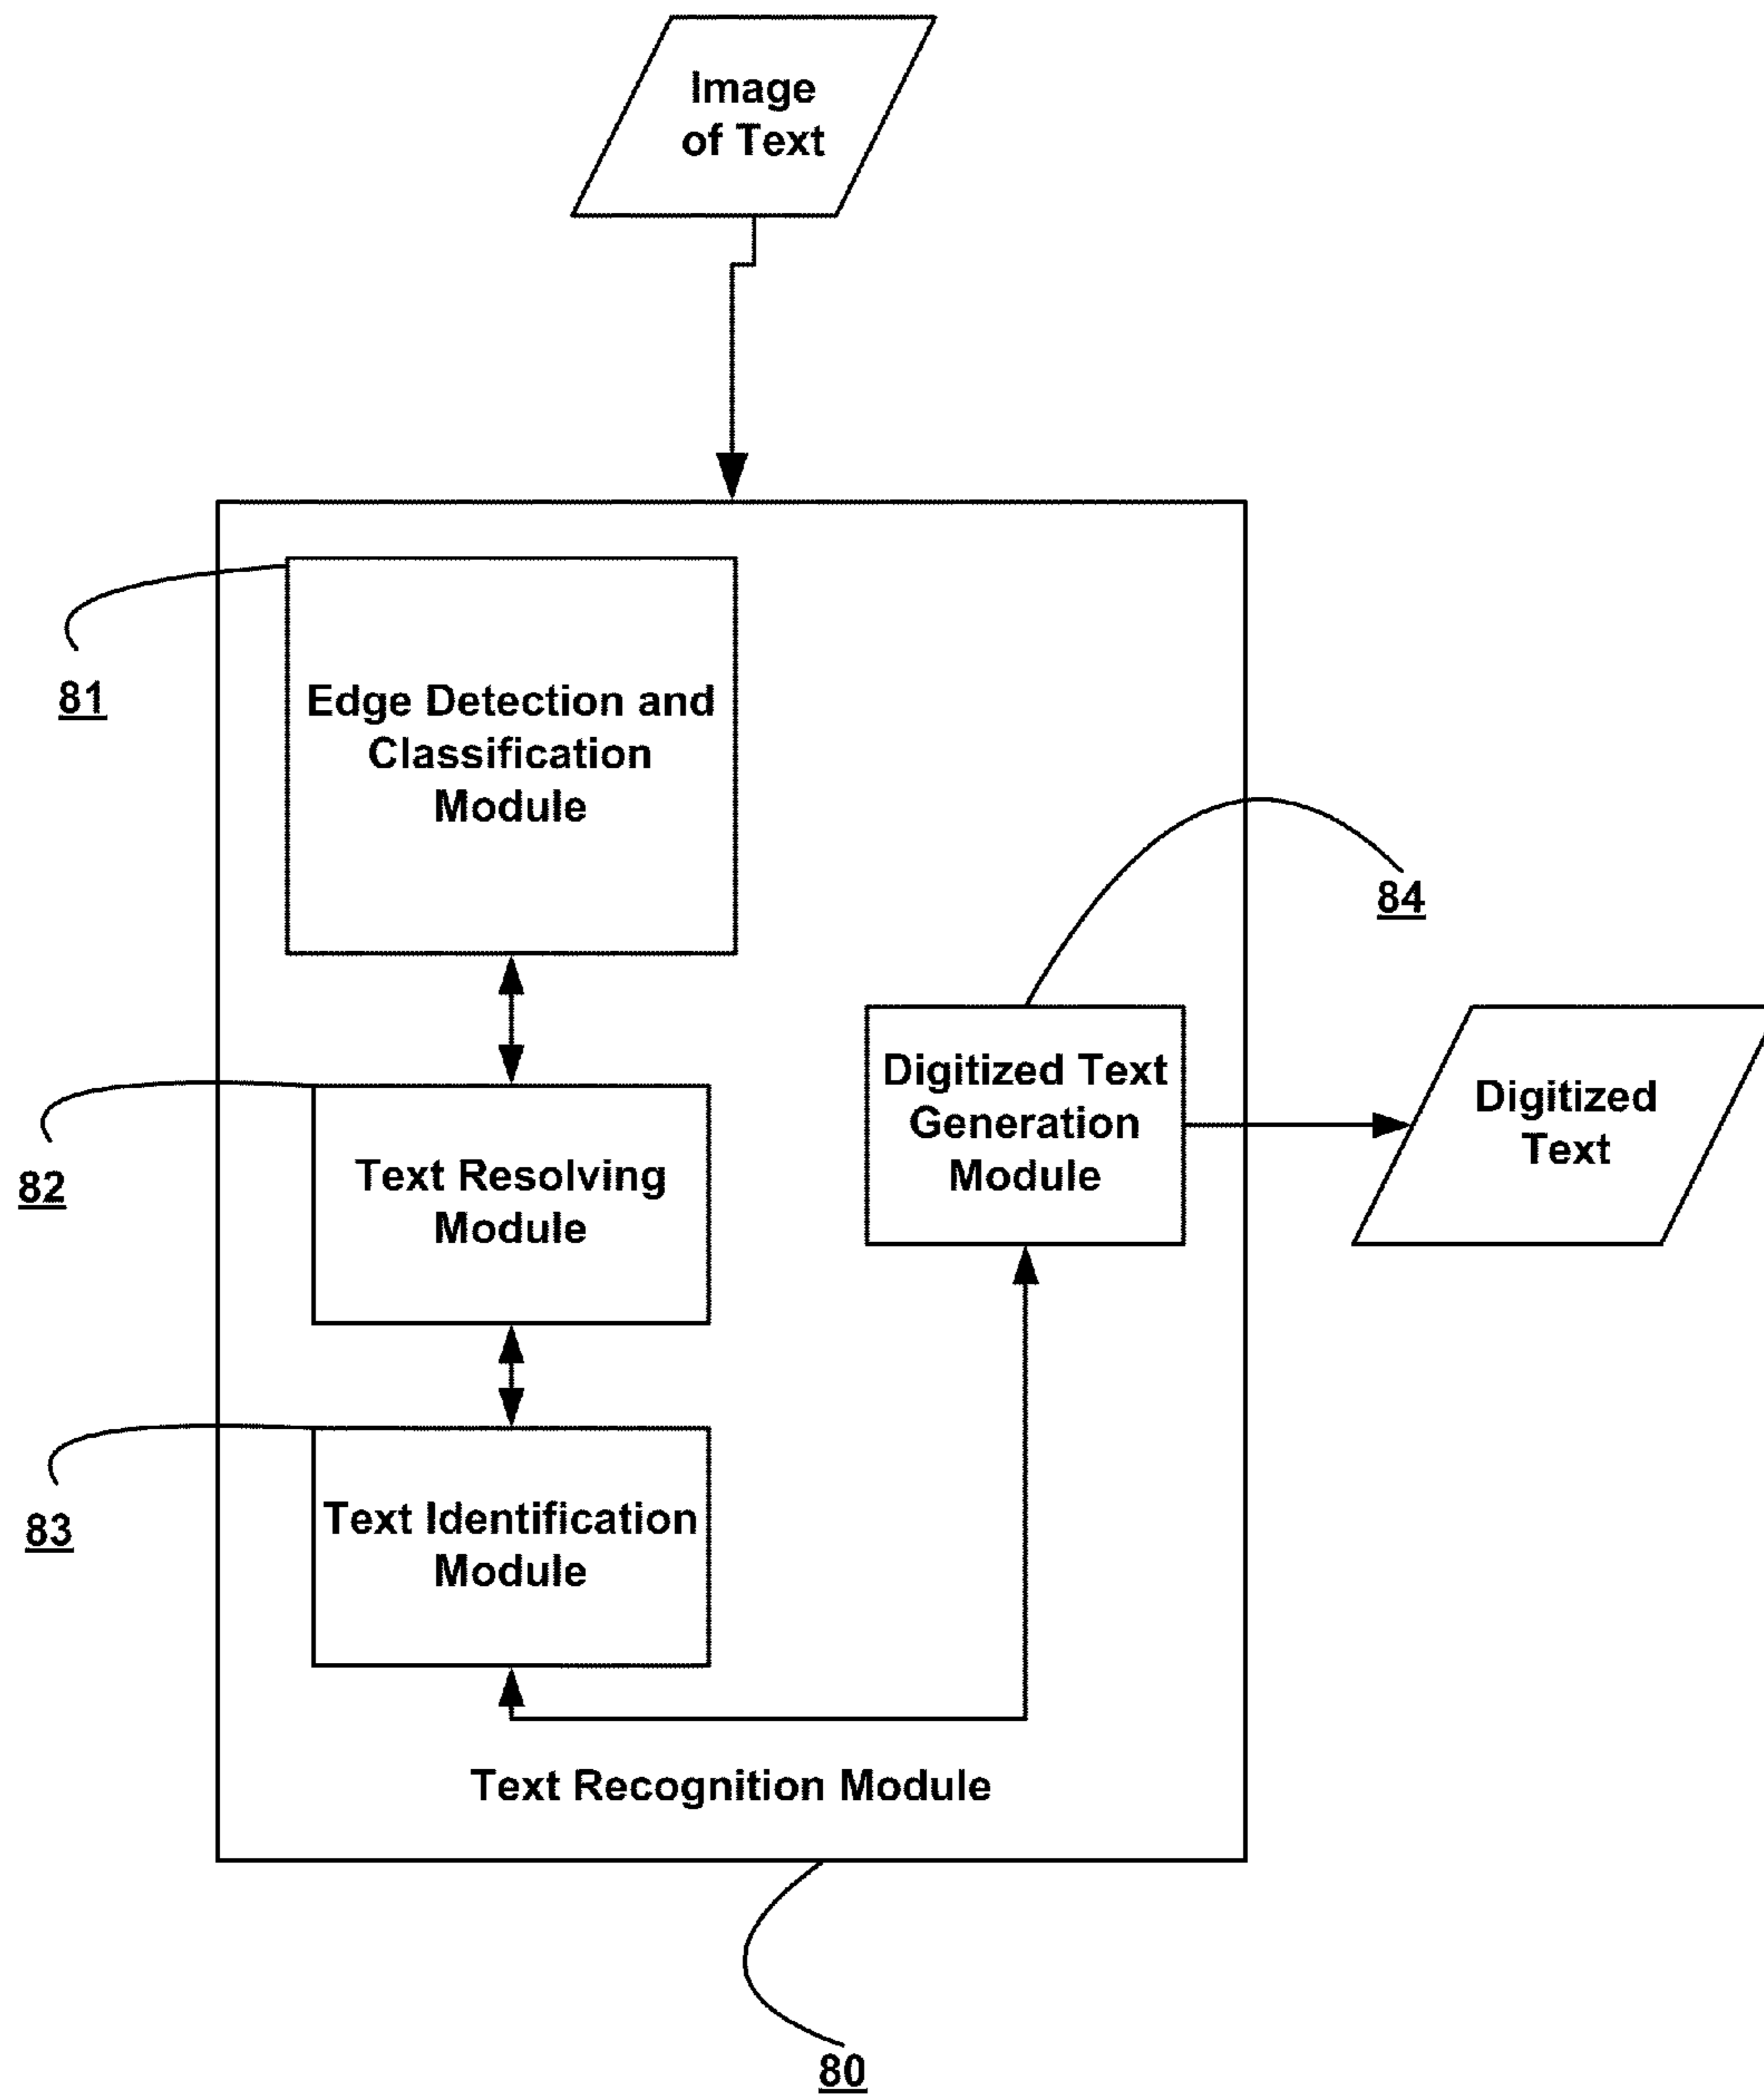 Image
of Text
81
Edge Detection and
Classification
Module
84
82
Text Resolving
Module
Digitized Text
Generation
Module
Digitized
Text
83
Text Identification
Module
Text Recognition Module
80